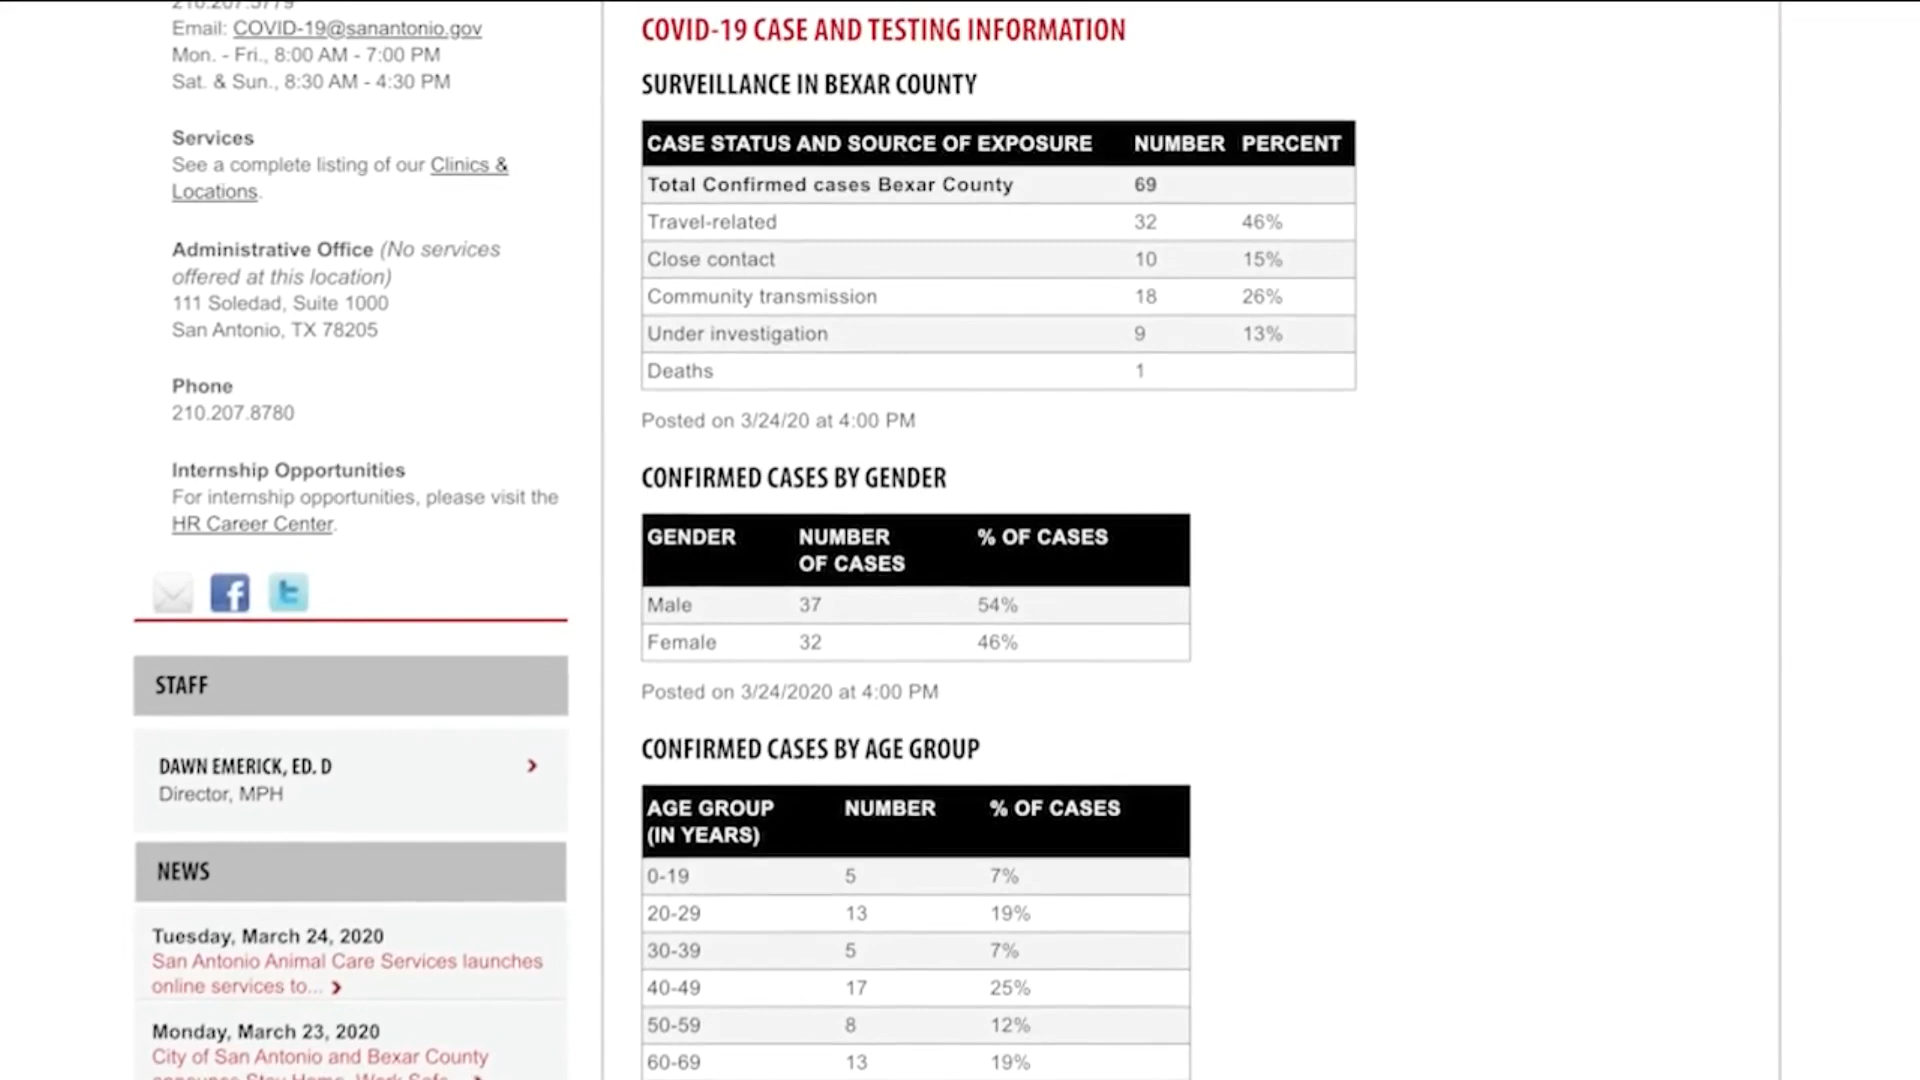 Email: COVID-19@sanantonio.gov
Mon. - Fri., 8:00 AM - 7:00 PM
Sat. & Sun., 8:30 AM - 4:30 PM
Services
See a complete listing of our Clinics &
Locations.
Administrative Office (No services
offered at this location)
111 Soledad, Suite 1000
San Antonio, TX 78205
Phone
210.207.8780
Internship Opportunities
For internship opportunities, please visit the
HR Career Center.
STAFF
DAWN EMERICK, ED. D
Director, MPH
NEWS
Tuesday, March 24, 2020
San Antonio Animal Care Services launches
online services to...
Monday, March 23, 2020
City of San Antonio and Bexar County
COVID-19 CASE AND TESTING INFORMATION
SURVEILLANCE IN BEXAR COUNTY
CASE STATUS AND SOURCE OF EXPOSURE NUMBER PERCENT
Total Confirmed cases Bexar County 69
Travel-related 32 46%
Close contact 10 15%
Community transmission 18 26%
Under investigation 9 13%
Deaths 1
Posted on 3/24/20 at 4:00 PM
CONFIRMED CASES BY GENDER
GENDER NUMBER OF CASES % OF CASES
Male 37 54%
Female 32 46%
Posted on 3/24/2020 at 4:00 PM
CONFIRMED CASES BY AGE GROUP
AGE GROUP (IN YEARS) NUMBER % OF CASES
0-19 5 7%
20-29 13 19%
30-39 5 7%
40-49 17 25%
50-59 8 12%
60-69 13 19%